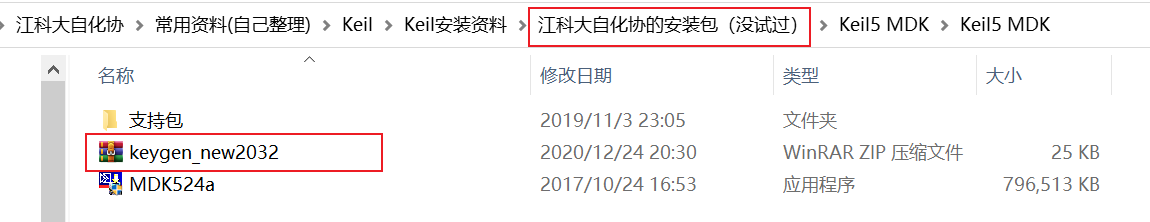 江科大自化协 > 常用资料(自己整理) > Keil > Keil安装资料 > 江科大自化协的安装包（没试过） > Keil5 MDK > Keil5 MDK
名称 修改日期 类型 大小
支持包 2019/11/3 23:05 文件夹
keygen_new2032 2020/12/24 20:30 WinRAR ZIP 压缩文件 25 KB
MDK524a 2017/10/24 16:53 应用程序 796,513 KB